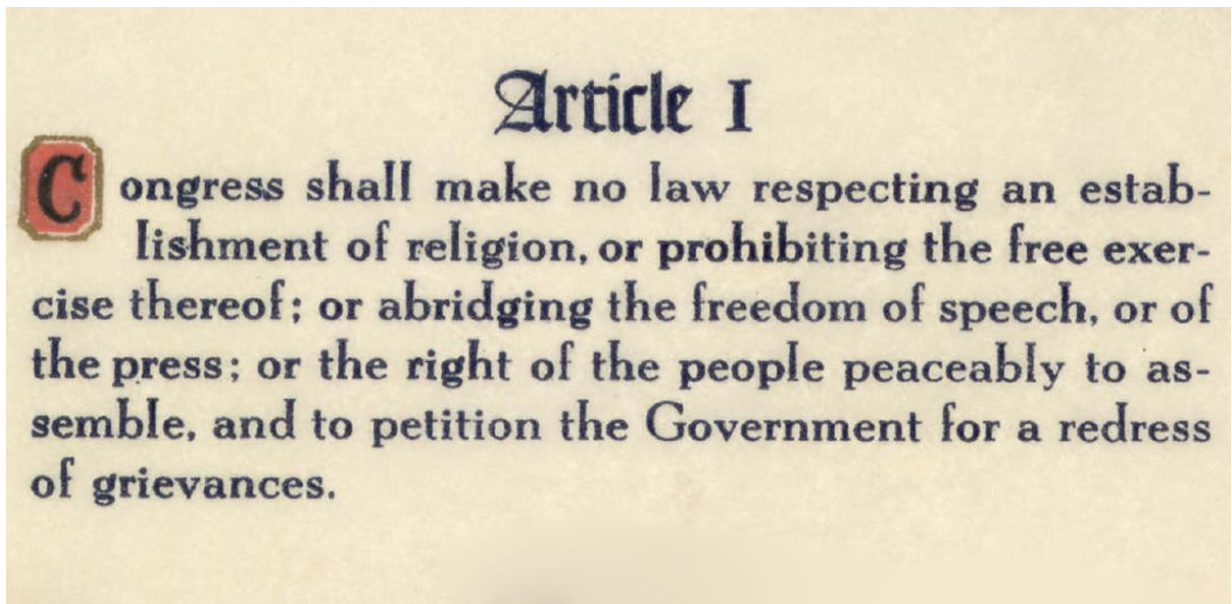 Article I
Congress shall make no law respecting an estab-
lishment of religion, or prohibiting the free exer-
cise thereof; or abridging the freedom of speech, or of
the press; or the right of the people peaceably to as-
semble, and to petition the Government for a redress
of grievances.